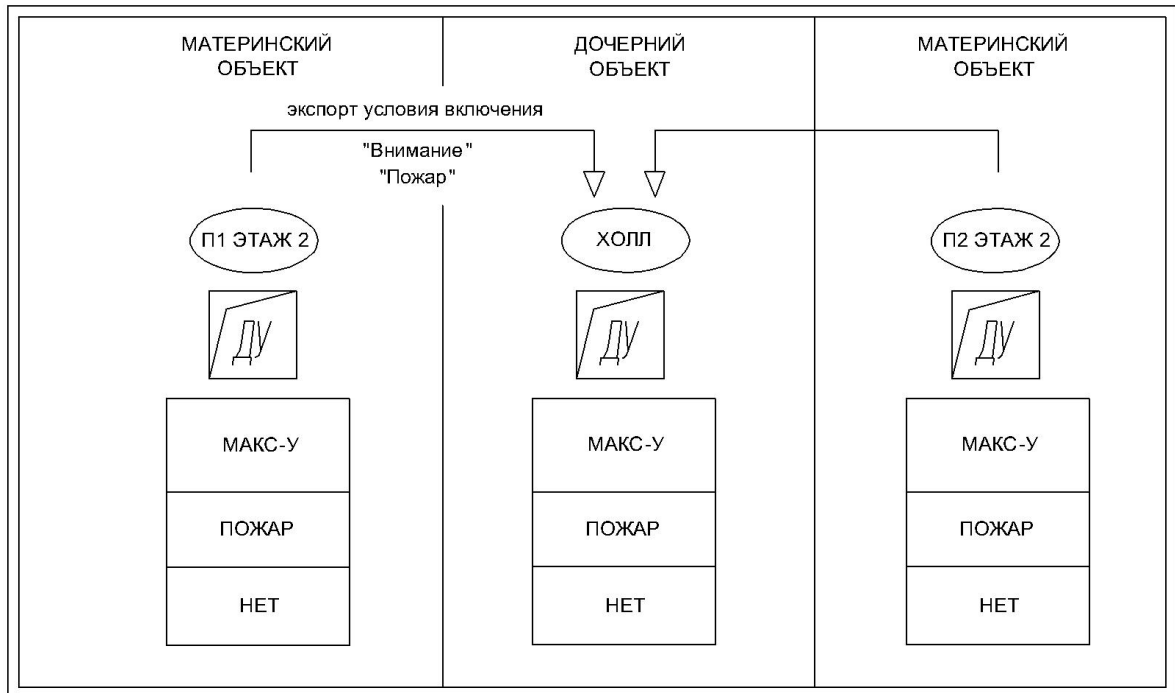 МАТЕРИНСКИЙ
ОБЪЕКТ
ДОЧЕРНИЙ
ОБЪЕКТ
МАТЕРИНСКИЙ
ОБЪЕКТ
экспорт условия включения
"Внимание"
"Пожар"
П1 ЭТАЖ 2
ХОЛЛ
П2 ЭТАЖ 2
ДУ
ДУ
ДУ
МАКС-У
МАКС-У
МАКС-У
ПОЖАР
ПОЖАР
ПОЖАР
НЕТ
НЕТ
НЕТ